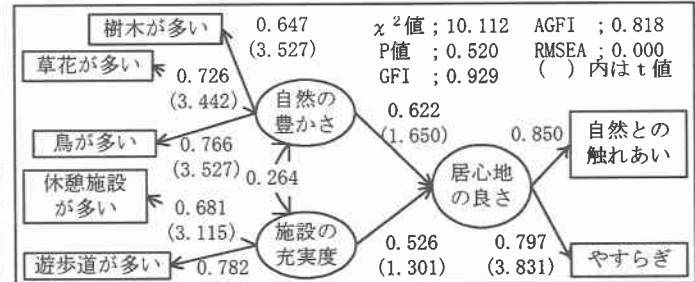 樹木が多い
0.647
(3.527)
χ²値;10.112 AGFI ;0.818
P値 ;0.520 RMSEA ;0.000
GFI ;0.929 ( )内はt値
草花が多い
0.726
(3.442)
自然の
豊かさ
0.622
(1.650)
0.850
自然との
触れあい
鳥が多い
0.766
(3.527)
0.264
居心地
の良さ
休憩施設
が多い
0.681
(3.115)
施設の
充実度
0.526
(1.301)
0.797
(3.831)
やすらぎ
遊歩道が多い
0.782